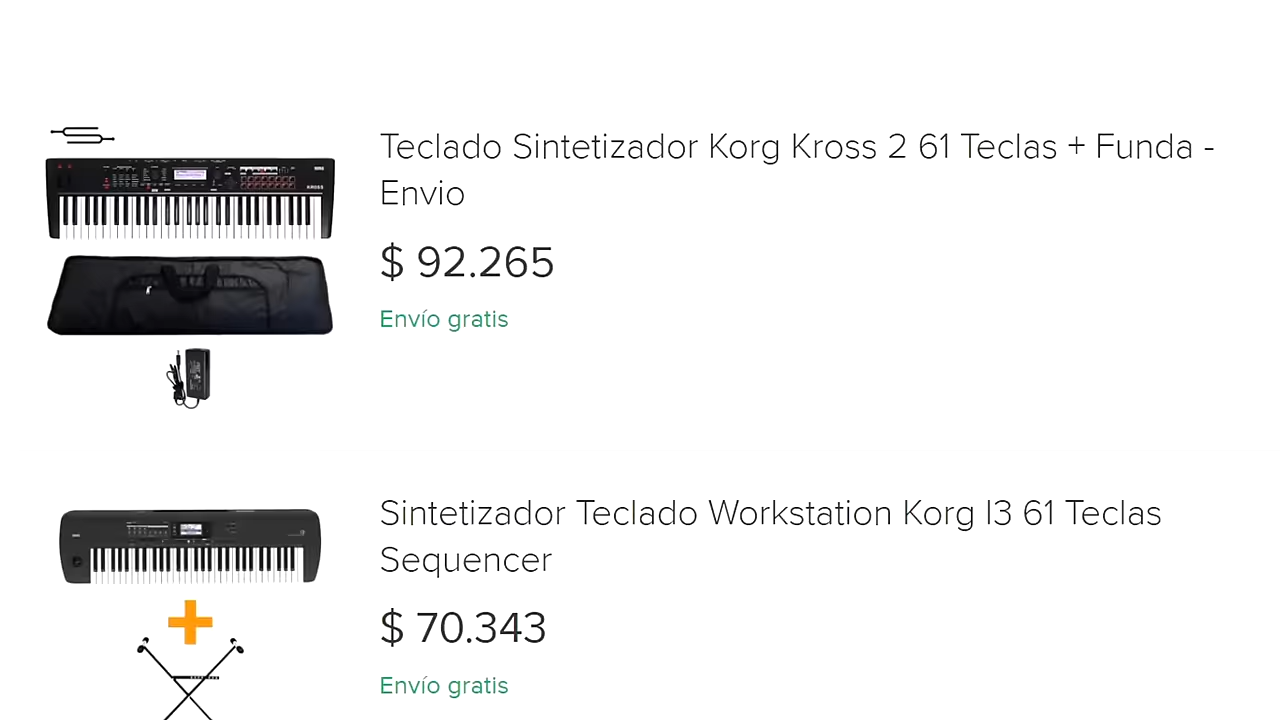 Teclado Sintetizador Korg Kross 2 61 Teclas + Funda -
Envio
$ 92.265
Envío gratis
Sintetizador Teclado Workstation Korg I3 61 Teclas
Sequencer
$ 70.343
Envío gratis